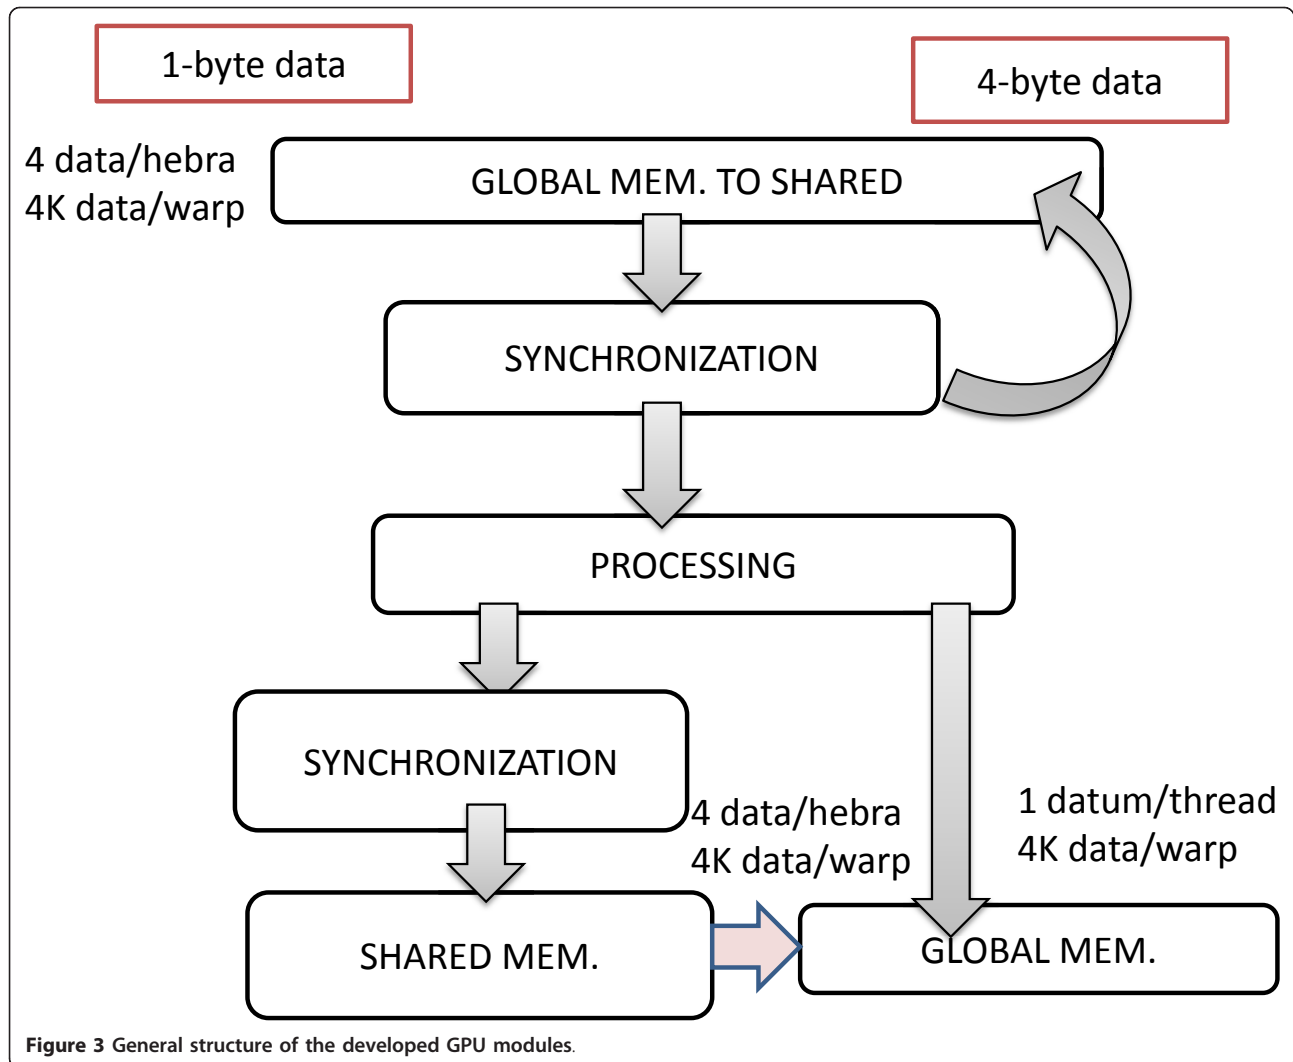 1-byte data
4-byte data
4 data/hebra
4K data/warp
GLOBAL MEM. TO SHARED
SYNCHRONIZATION
PROCESSING
SYNCHRONIZATION
4 data/hebra
4K data/warp
1 datum/thread
4K data/warp
SHARED MEM.
GLOBAL MEM.
Figure 3 General structure of the developed GPU modules.